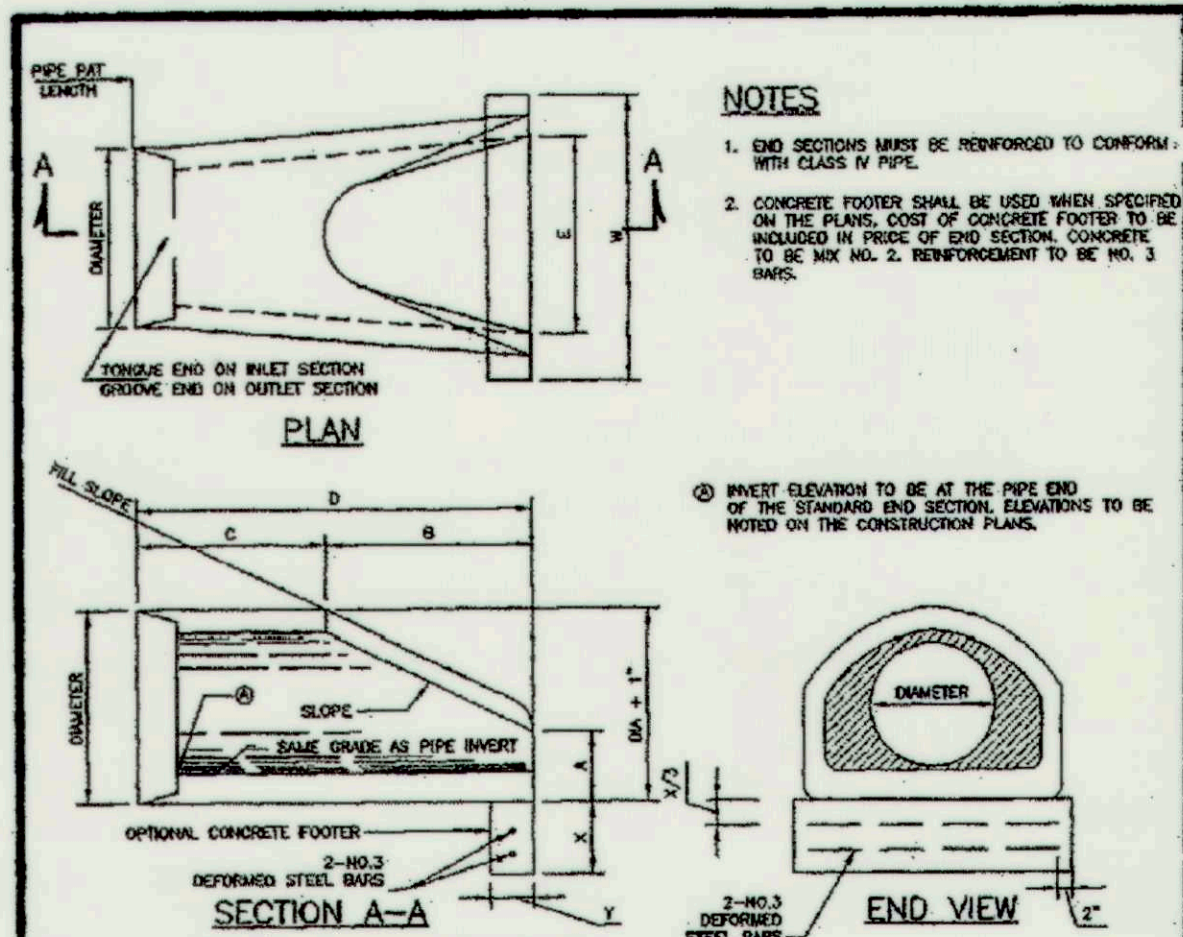 PIPE PAT
LENGTH
A
A
DIAMETER
E
W
TONGUE END ON INLET SECTION
GROOVE END ON OUTLET SECTION
PLAN
NOTES
1. END SECTIONS MUST BE REINFORCED TO CONFORM
WITH CLASS IV PIPE.
2. CONCRETE FOOTER SHALL BE USED WHEN SPECIFIED
ON THE PLANS. COST OF CONCRETE FOOTER TO BE
INCLUDED IN PRICE OF END SECTION. CONCRETE
TO BE MIX NO. 2. REINFORCEMENT TO BE NO. 3
BARS.
FILL SLOPE
D
C
B
DIAMETER
A
SLOPE
SAME GRADE AS PIPE INVERT
DIA + 1"
A
X
OPTIONAL CONCRETE FOOTER
2-NO.3
DEFORMED STEEL BARS
Y
SECTION A-A
A INVERT ELEVATION TO BE AT THE PIPE END
OF THE STANDARD END SECTION. ELEVATIONS TO BE
NOTED ON THE CONSTRUCTION PLANS.
DIAMETER
X/3
2-NO.3
DEFORMED
STEEL BARS
2"
END VIEW